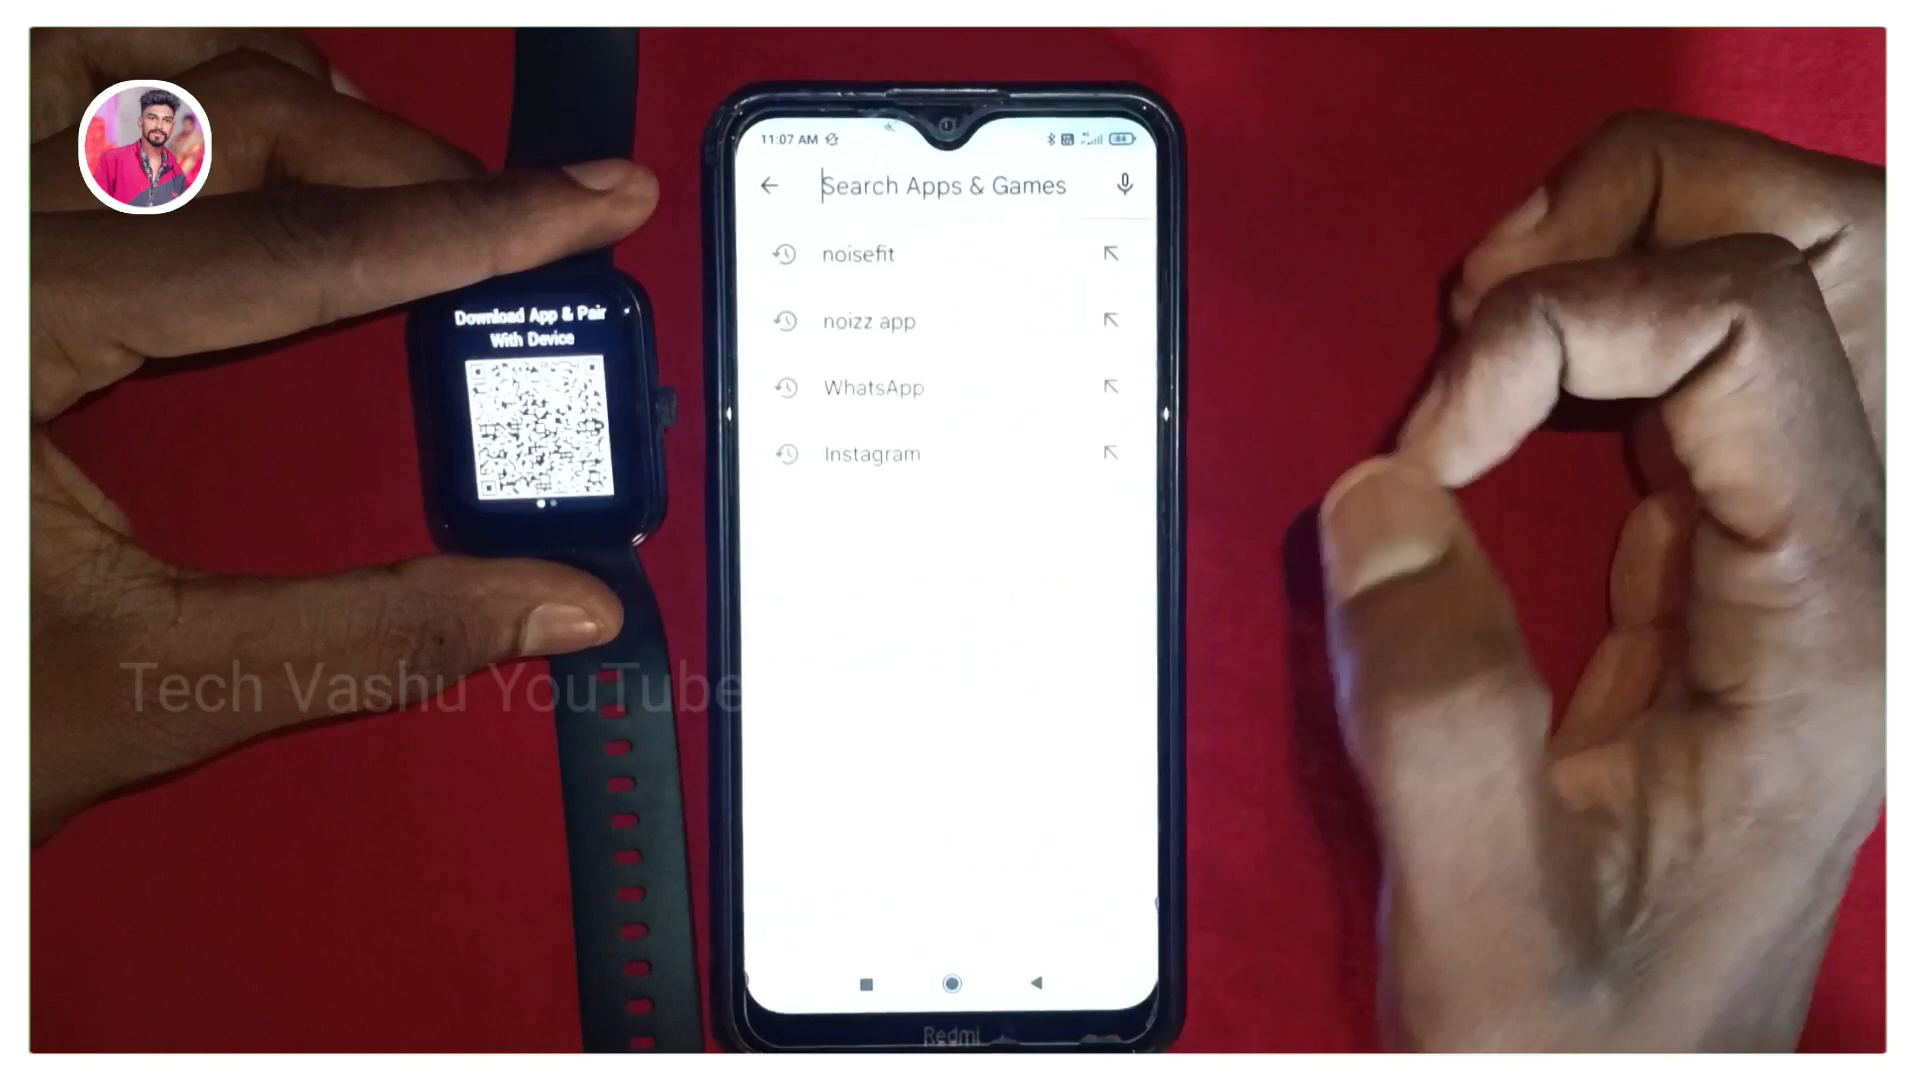 Download App & Pair
With Device
11:07 AM
84
Search Apps & Games
noisefit
noizz app
WhatsApp
Instagram
Tech Vashu YouTube
Redmi